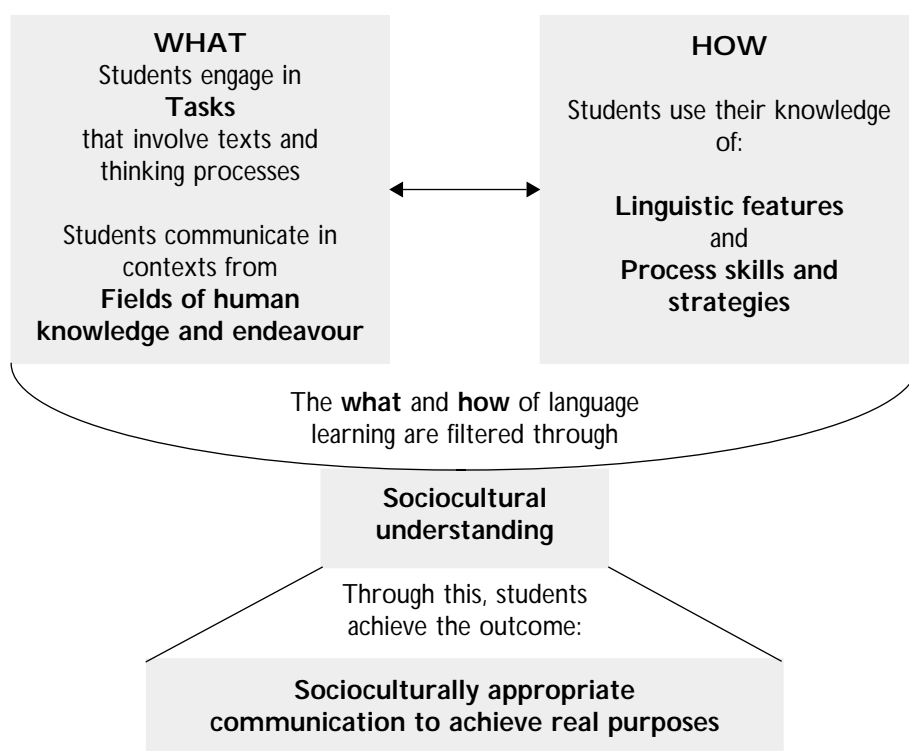 WHAT
Students engage in
Tasks
that involve texts and
thinking processes
Students communicate in
contexts from
Fields of human
knowledge and endeavour
HOW
Students use their knowledge
of:
Linguistic features
and
Process skills and
strategies
The what and how of language
learning are filtered through
Sociocultural
understanding
Through this, students
achieve the outcome:
Socioculturally appropriate
communication to achieve real purposes